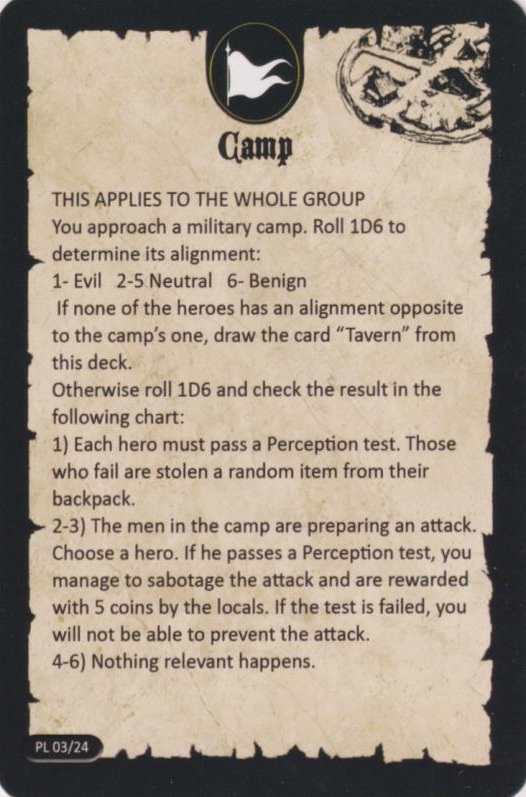 Camp
THIS APPLIES TO THE WHOLE GROUP
You approach a military camp. Roll 1D6 to
determine its alignment:
1- Evil 2-5 Neutral 6- Benign
If none of the heroes has an alignment opposite
to the camp's one, draw the card “Tavern” from
this deck.
Otherwise roll 1D6 and check the result in the
following chart:
1) Each hero must pass a Perception test. Those
who fail are stolen a random item from their
backpack.
2-3) The men in the camp are preparing an attack.
Choose a hero. If he passes a Perception test, you
manage to sabotage the attack and are rewarded
with 5 coins by the locals. If the test is failed, you
will not be able to prevent the attack.
4-6) Nothing relevant happens.
PL 03/24